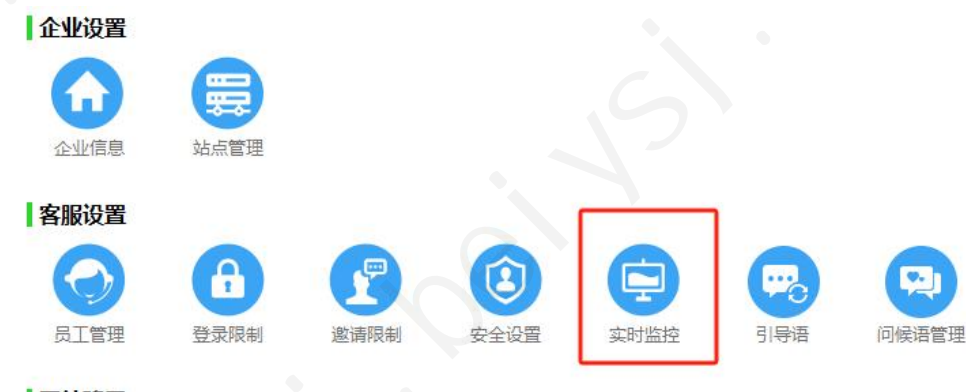 企业设置
企业信息 站点管理
客服设置
员工管理 登录限制 邀请限制 安全设置 实时监控 引导语 问候语管理